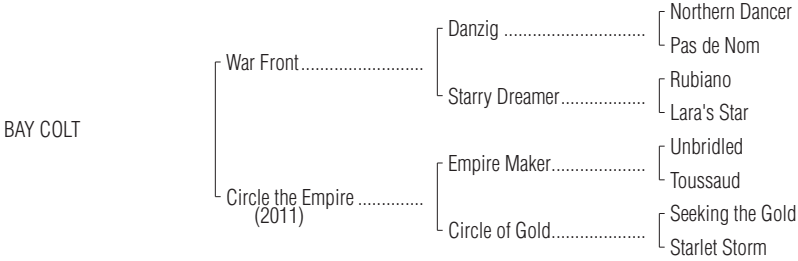 Northern Dancer
Danzig ..............................
Pas de Nom
War Front..........................
Rubiano
Starry Dreamer..................
Lara's Star
BAY COLT
Unbridled
Empire Maker....................
Toussaud
Circle the Empire ..............
(2011)
Seeking the Gold
Circle of Gold....................
Starlet Storm